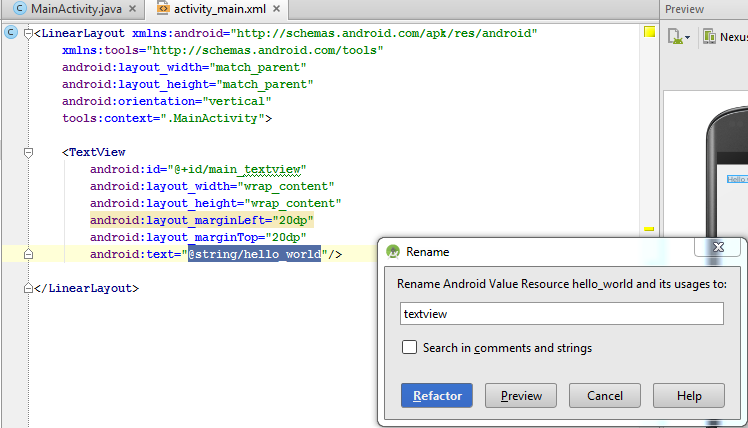 MainActivity.java × activity_main.xml ×
Preview
<LinearLayout xmlns:android="http://schemas.android.com/apk/res/android"
xmlns:tools="http://schemas.android.com/tools"
android:layout_width="match_parent"
android:layout_height="match_parent"
android:orientation="vertical"
tools:context=".MainActivity">
<TextView
android:id="@+id/main_textview"
android:layout_width="wrap_content"
android:layout_height="wrap_content"
android:layout_marginLeft="20dp"
android:layout_marginTop="20dp"
android:text="@string/hello_world"/>
</LinearLayout>
Nexus
Hello
Rename
Rename Android Value Resource hello_world and its usages to:
textview
Search in comments and strings
Refactor Preview Cancel Help